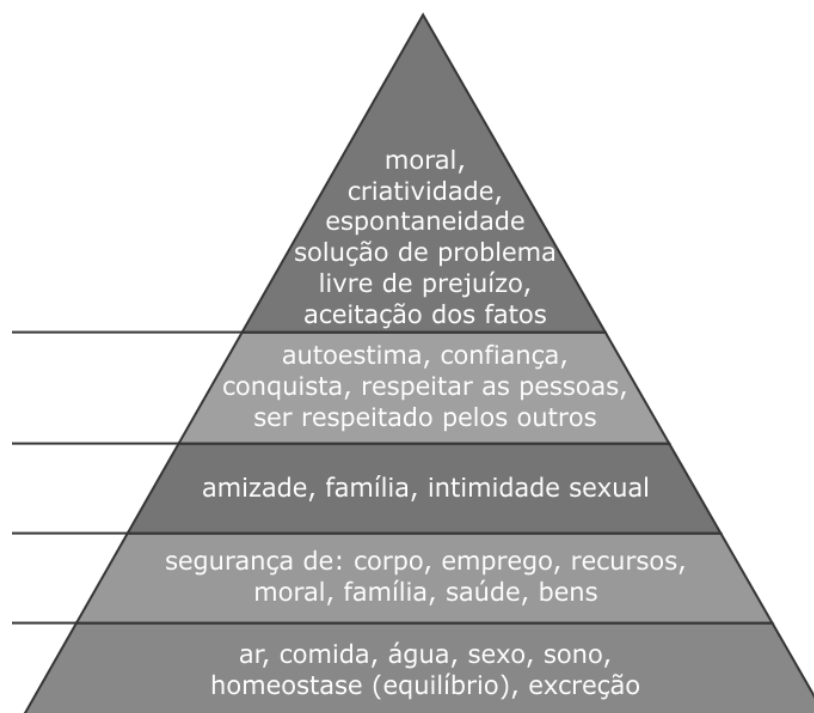 moral,
criatividade,
espontaneidade
solução de problema
livre de prejuízo,
aceitação dos fatos
autoestima, confiança,
conquista, respeitar as pessoas,
ser respeitado pelos outros
amizade, família, intimidade sexual
segurança de: corpo, emprego, recursos,
moral, família, saúde, bens
ar, comida, água, sexo, sono,
homeostase (equilíbrio), excreção